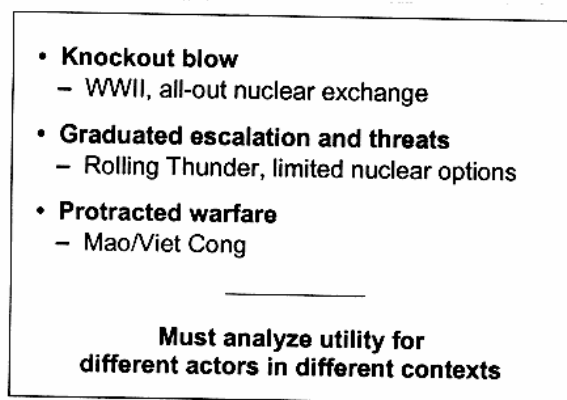 • Knockout blow
– WWII, all-out nuclear exchange
• Graduated escalation and threats
– Rolling Thunder, limited nuclear options
• Protracted warfare
– Mao/Viet Cong
Must analyze utility for
different actors in different contexts